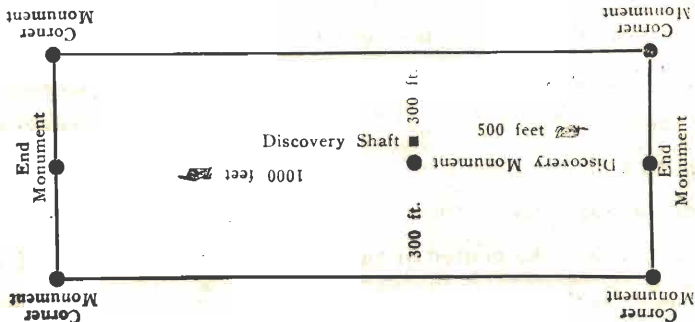 Corner
Monument
Corner
Monument
300 ft.
500 feet
Discovery Shaft
Discovery Monument
End
Monument
End
Monument
1000 feet
300 ft.
Corner
Monument
Corner
Monument